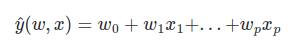 ŷ(w, x) = w₀ + w₁x₁+...+wₚxₚ